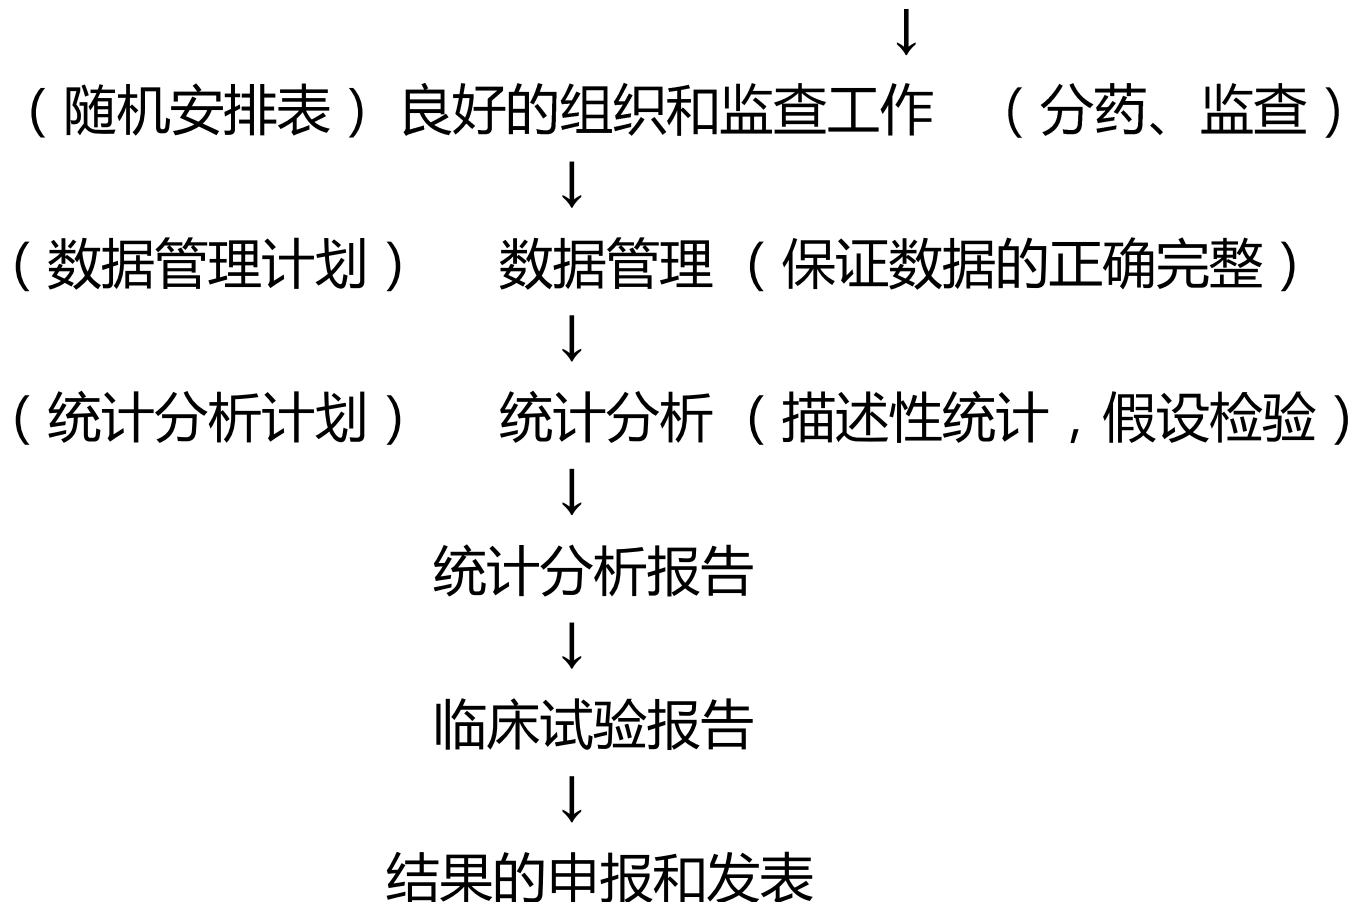 ↓
（随机安排表）良好的组织和监查工作 （分药、监查）
↓
（数据管理计划） 数据管理（保证数据的正确完整）
↓
（统计分析计划） 统计分析（描述性统计，假设检验）
↓
统计分析报告
↓
临床试验报告
↓
结果的申报和发表